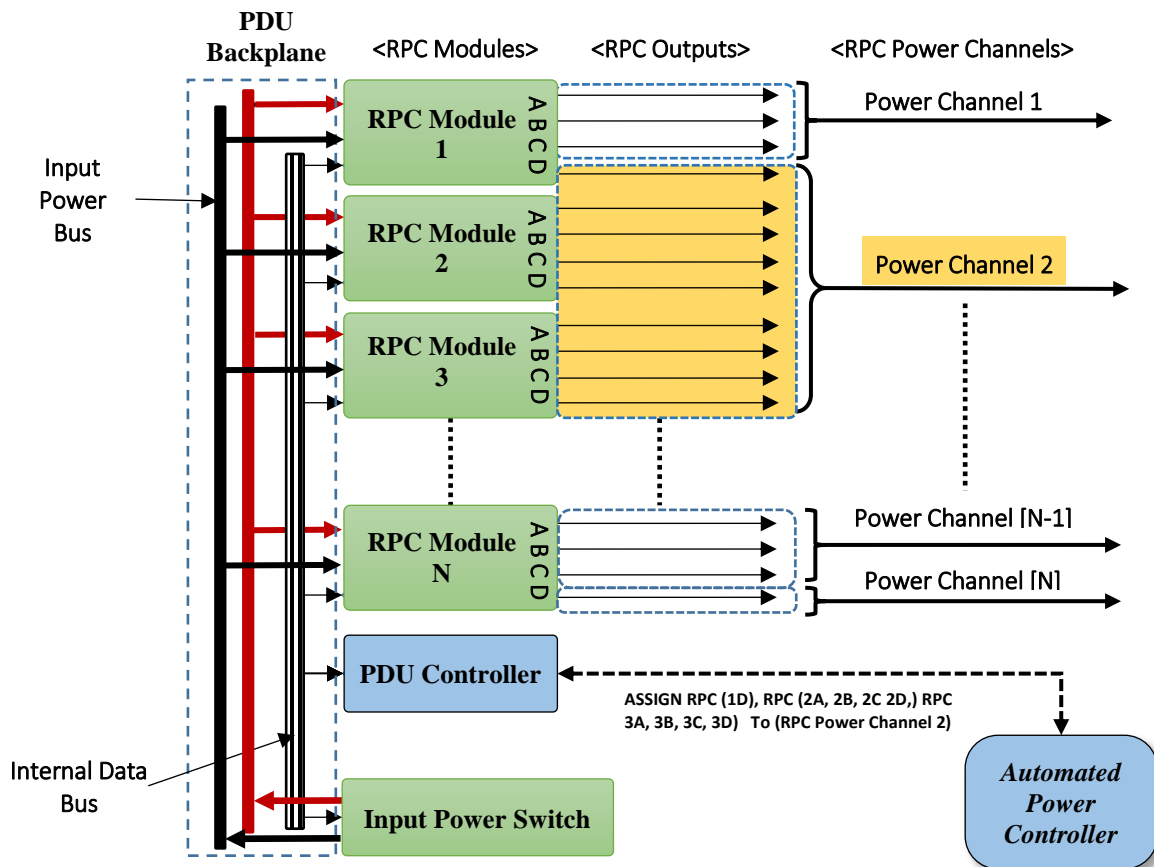 PDU
Backplane
<RPC Modules>
<RPC Outputs>
<RPC Power Channels>
Input
Power
Bus
RPC Module
1
A B C D
Power Channel 1
RPC Module
2
A B C D
Power Channel 2
RPC Module
3
A B C D
RPC Module
N
A B C D
Power Channel [N-1]
Power Channel [N]
PDU Controller
ASSIGN RPC (1D), RPC (2A, 2B, 2C 2D,) RPC
3A, 3B, 3C, 3D) To (RPC Power Channel 2)
Internal Data
Bus
Input Power Switch
Automated
Power
Controller